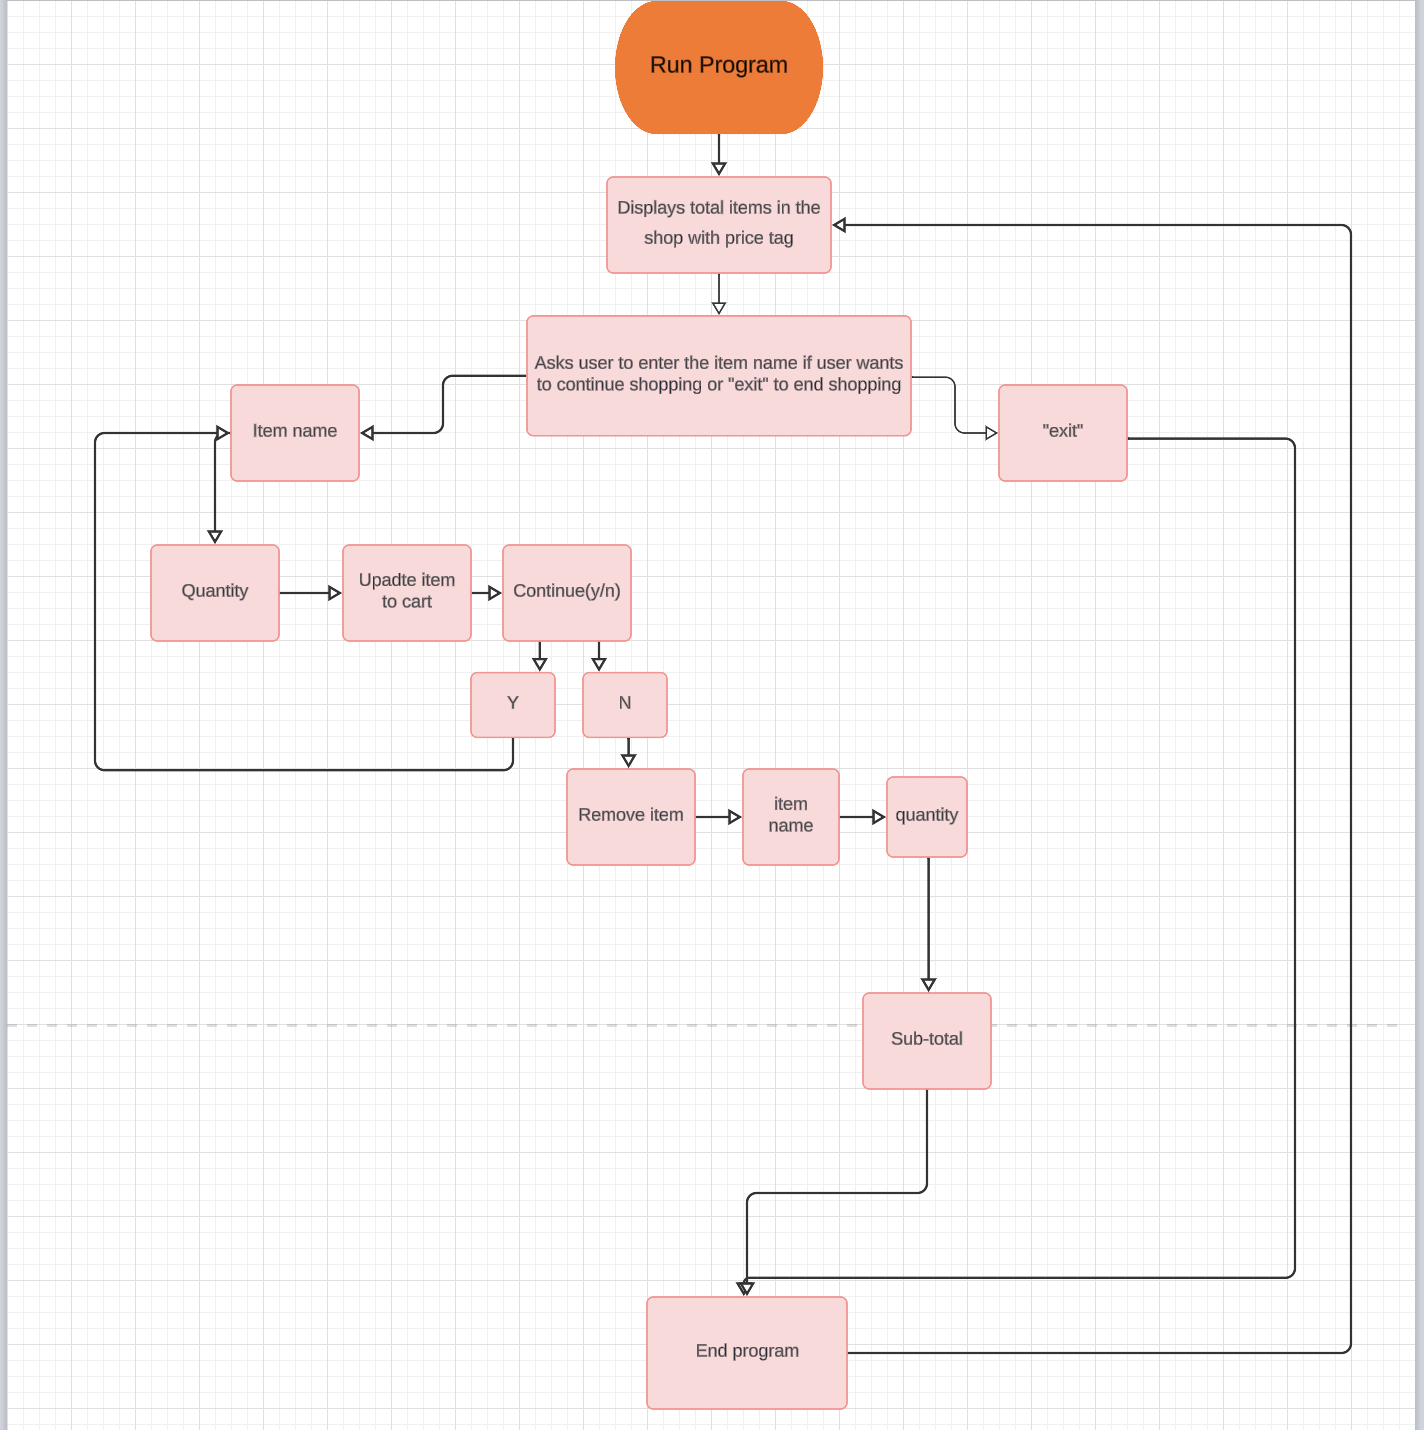 Run Program
Displays total items in the
shop with price tag
Asks user to enter the item name if user wants
to continue shopping or "exit" to end shopping
Item name
"exit"
Quantity
Upadte item
to cart
Continue(y/n)
Y
N
Remove item
item
name
quantity
Sub-total
End program